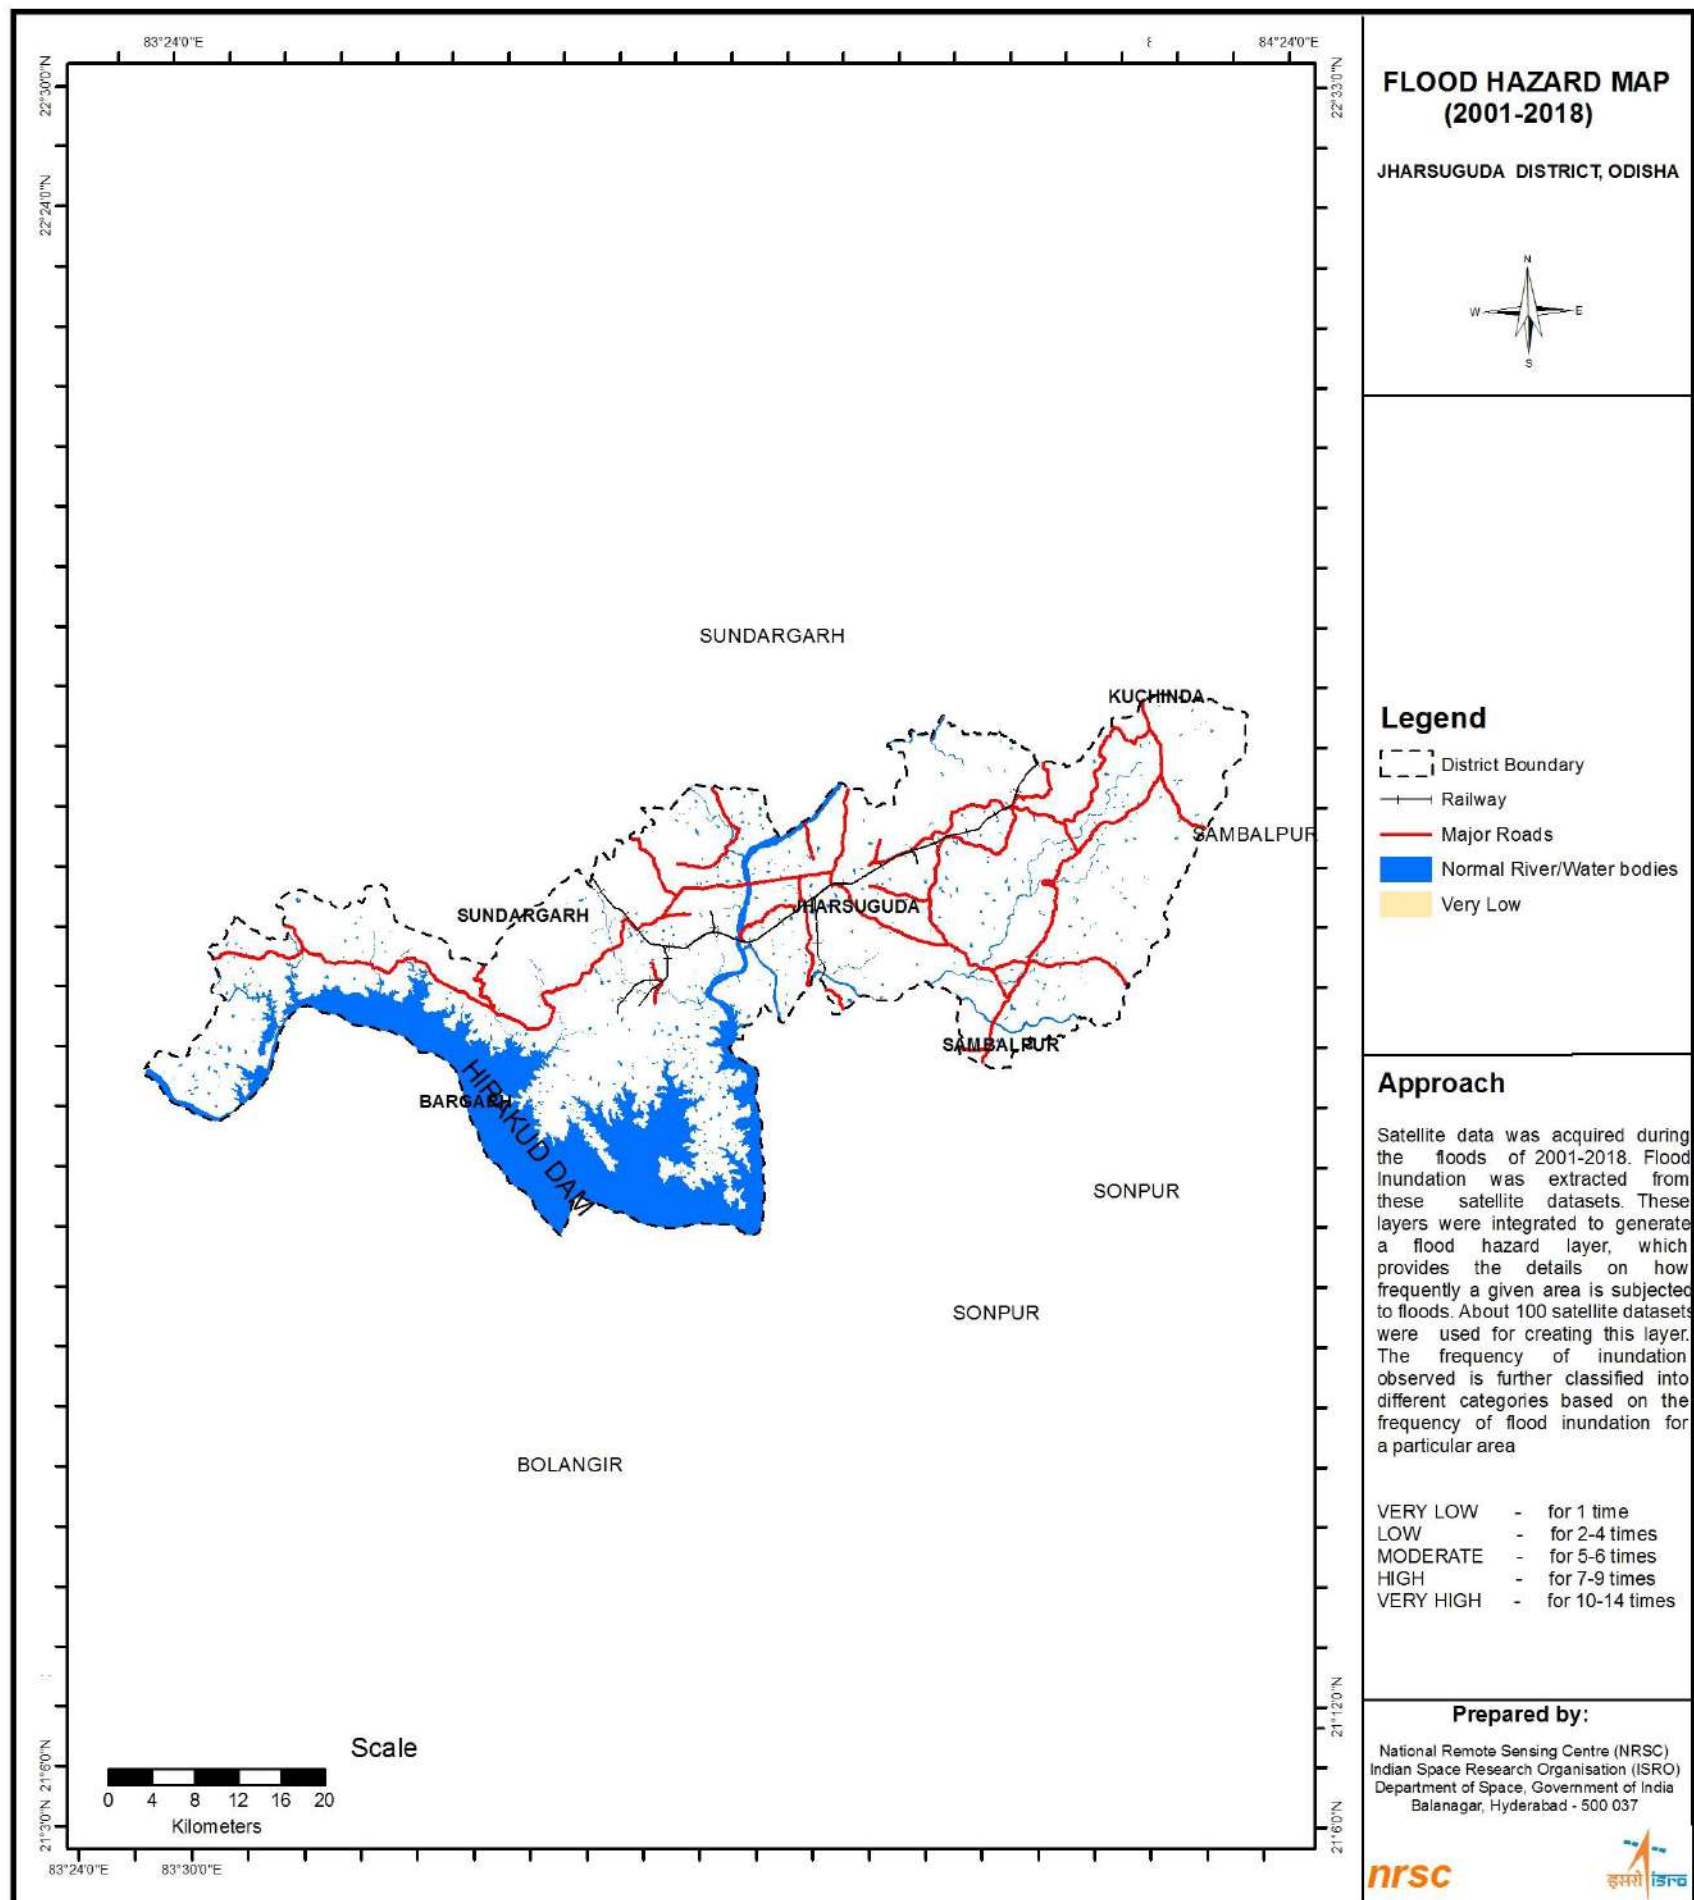 83°24'0"E
84°24'0"E
22°30'0"N
22°33'0"N
22°24'0"N
SUNDARGARH
KUCHINDA
SAMBALPUR
SUNDARGARH
JHARSUGUDA
SAMBALPUR
BARGARH
HIRAKUD DAM
SONPUR
SONPUR
BOLANGIR
21°12'0"N
21°6'0"N
21°3'0"N
21°6'0"N
Scale
0 4 8 12 16 20
Kilometers
83°24'0"E
83°30'0"E
FLOOD HAZARD MAP
(2001-2018)
JHARSUGUDA DISTRICT, ODISHA
N
W
E
S
Legend
District Boundary
Railway
Major Roads
Normal River/Water bodies
Very Low
Approach
Satellite data was acquired during
the floods of 2001-2018. Flood
Inundation was extracted from
these satellite datasets. These
layers were integrated to generate
a flood hazard layer, which
provides the details on how
frequently a given area is subjected
to floods. About 100 satellite datasets
were used for creating this layer.
The frequency of inundation
observed is further classified into
different categories based on the
frequency of flood inundation for
a particular area
VERY LOW - for 1 time
LOW - for 2-4 times
MODERATE - for 5-6 times
HIGH - for 7-9 times
VERY HIGH - for 10-14 times
Prepared by:
National Remote Sensing Centre (NRSC)
Indian Space Research Organisation (ISRO)
Department of Space, Government of India
Balanagar, Hyderabad - 500 037
nrsc
इसरो isro